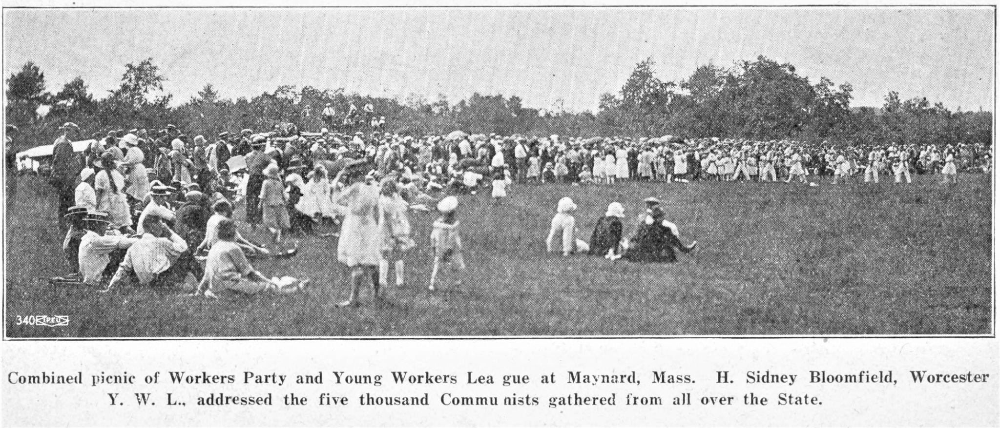 340 I.P.E.U.
Combined picnic of Workers Party and Young Workers Lea gue at Maynard, Mass. H. Sidney Bloomfield, Worcester
Y. W. L., addressed the five thousand Commu nists gathered from all over the State.